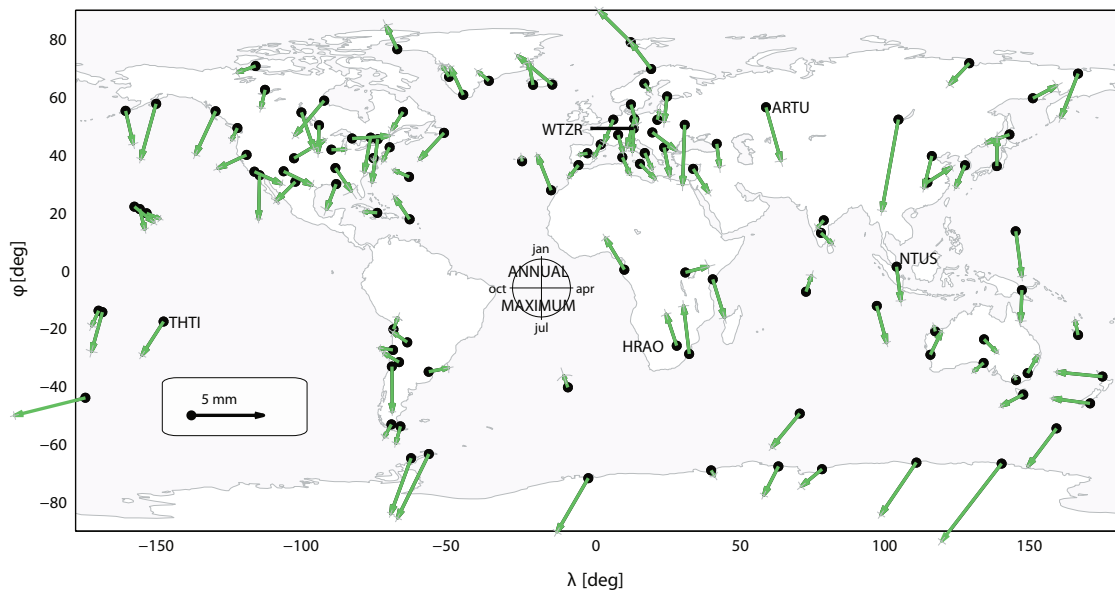 80
60
40
20
0
−20
−40
−60
−80
φ [deg]
ARTU
WTZR
NTUS
jan
ANNUAL
oct
apr
MAXIMUM
jul
THTI
HRAO
5 mm
−150
−100
−50
0
50
100
150
λ [deg]